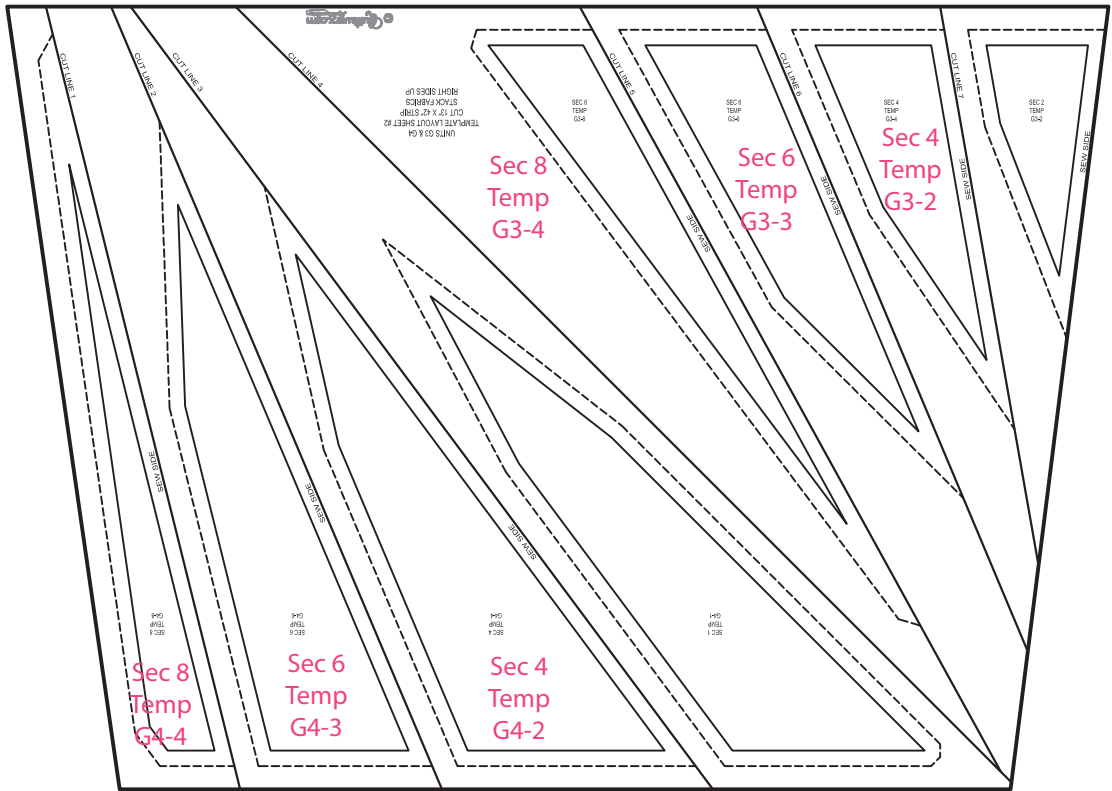 © Quiltworx.com
CUT LINE 1
CUT LINE 2
CUT LINE 3
CUT LINE 4
CUT LINE 5
CUT LINE 6
CUT LINE 7
UNITS G3 & G4
TEMPLATE LAYOUT SHEET #2
CUT 13" X 42" STRIP
STACK FABRICS
RIGHT SIDES UP
SEC 8
TEMP
G3-8
SEC 6
TEMP
G3-6
SEC 4
TEMP
G3-4
SEC 2
TEMP
G3-2
Sec 8
Temp
G3-4
Sec 6
Temp
G3-3
Sec 4
Temp
G3-2
SEW SIDE
SEW SIDE
SEW SIDE
SEW SIDE
SEW SIDE
SEW SIDE
SEW SIDE
SEC 8
TEMP
G4-8
SEC 6
TEMP
G4-6
SEC 4
TEMP
G4-4
SEC 1
TEMP
G4-1
Sec 8
Temp
G4-4
Sec 6
Temp
G4-3
Sec 4
Temp
G4-2